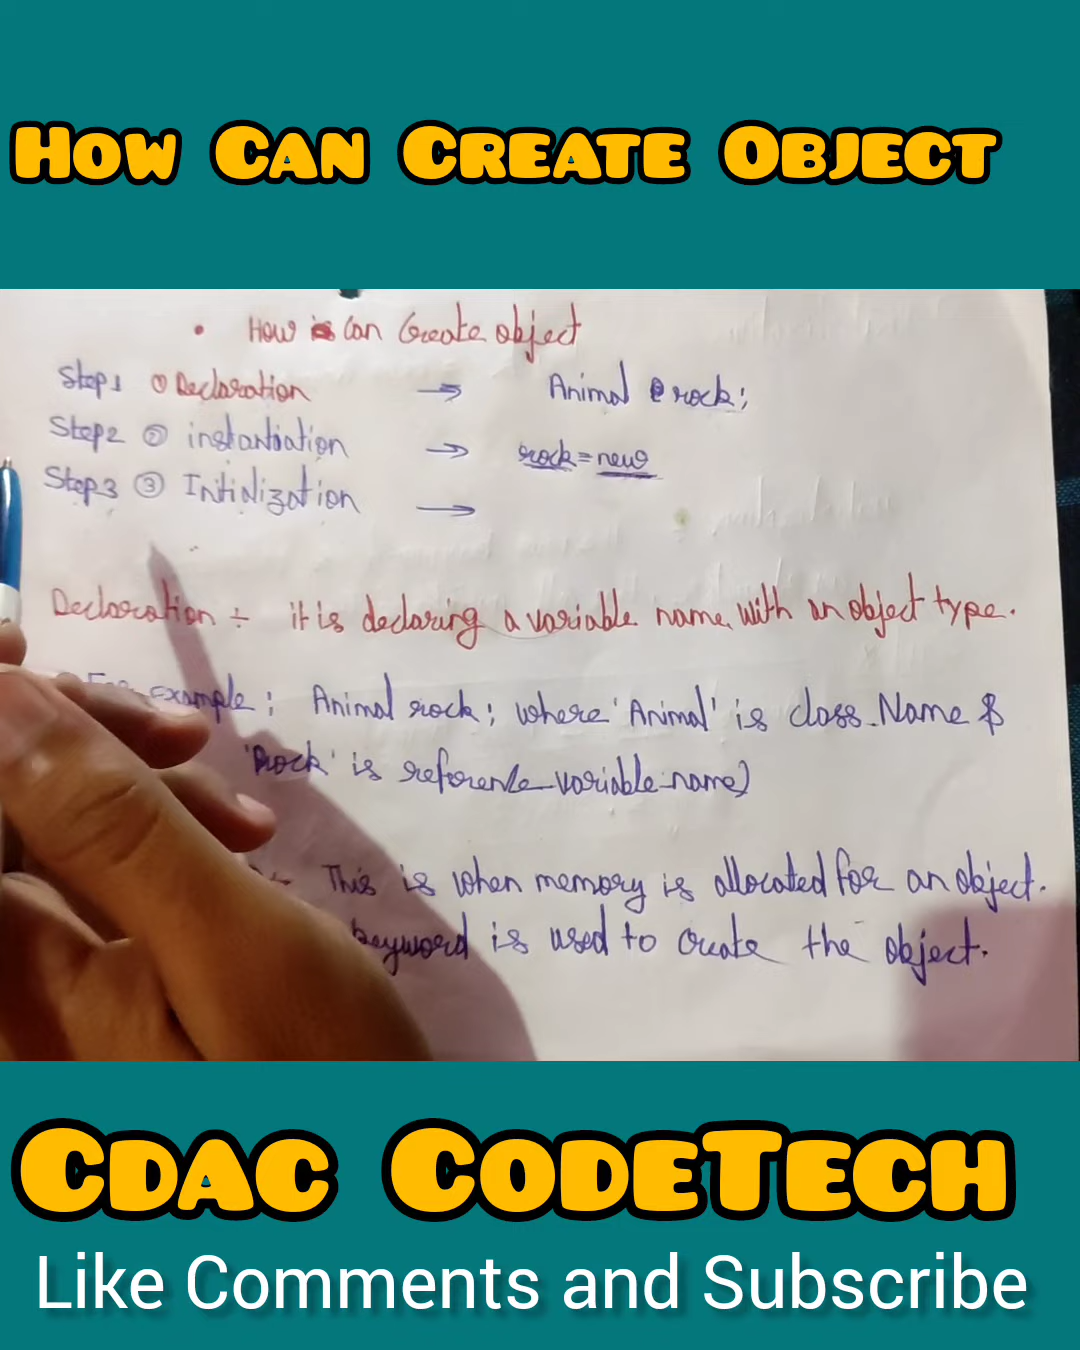 How Can Create Object
• How is Can Create object
Step1 ① Declaration → Animal rock;
Step2 ② instantiation → rock = new
Step3 ③ Intialization →
Declaration ÷ it is declaring a variable name with an object type.
example : Animal rock; where 'Animal' is class-Name &
'Rock' is reference-variable-name)
This is when memory is allocated for an object.
keyword is used to create the object.
Cdac CodeTech
Like Comments and Subscribe